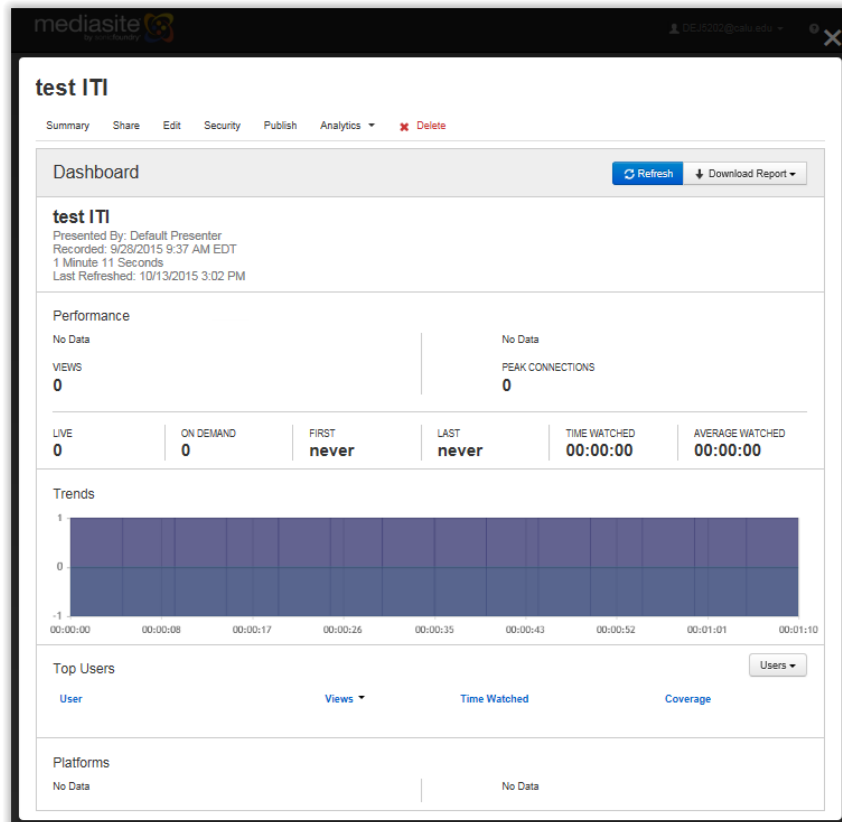 mediasite
by sonicfoundry
DEJ5202@calu.edu
test ITI
Summary Share Edit Security Publish Analytics Delete
Dashboard
Refresh Download Report
test ITI
Presented By: Default Presenter
Recorded: 9/28/2015 9:37 AM EDT
1 Minute 11 Seconds
Last Refreshed: 10/13/2015 3:02 PM
Performance
No Data No Data
VIEWS PEAK CONNECTIONS
0 0
LIVE ON DEMAND FIRST LAST TIME WATCHED AVERAGE WATCHED
0 0 never never 00:00:00 00:00:00
Trends
1
0
-1
00:00:00 00:00:08 00:00:17 00:00:26 00:00:35 00:00:43 00:00:52 00:01:01 00:01:10
Top Users Users
User Views Time Watched Coverage
Platforms
No Data No Data